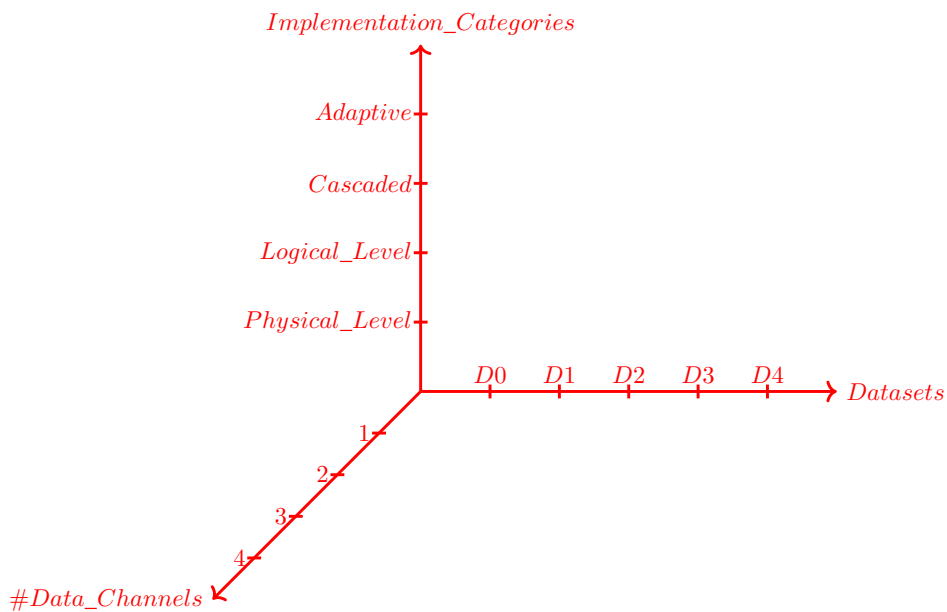 Implementation_Categories
Adaptive
Cascaded
Logical_Level
Physical_Level
D0 D1 D2 D3 D4
Datasets
1
2
3
4
#Data_Channels